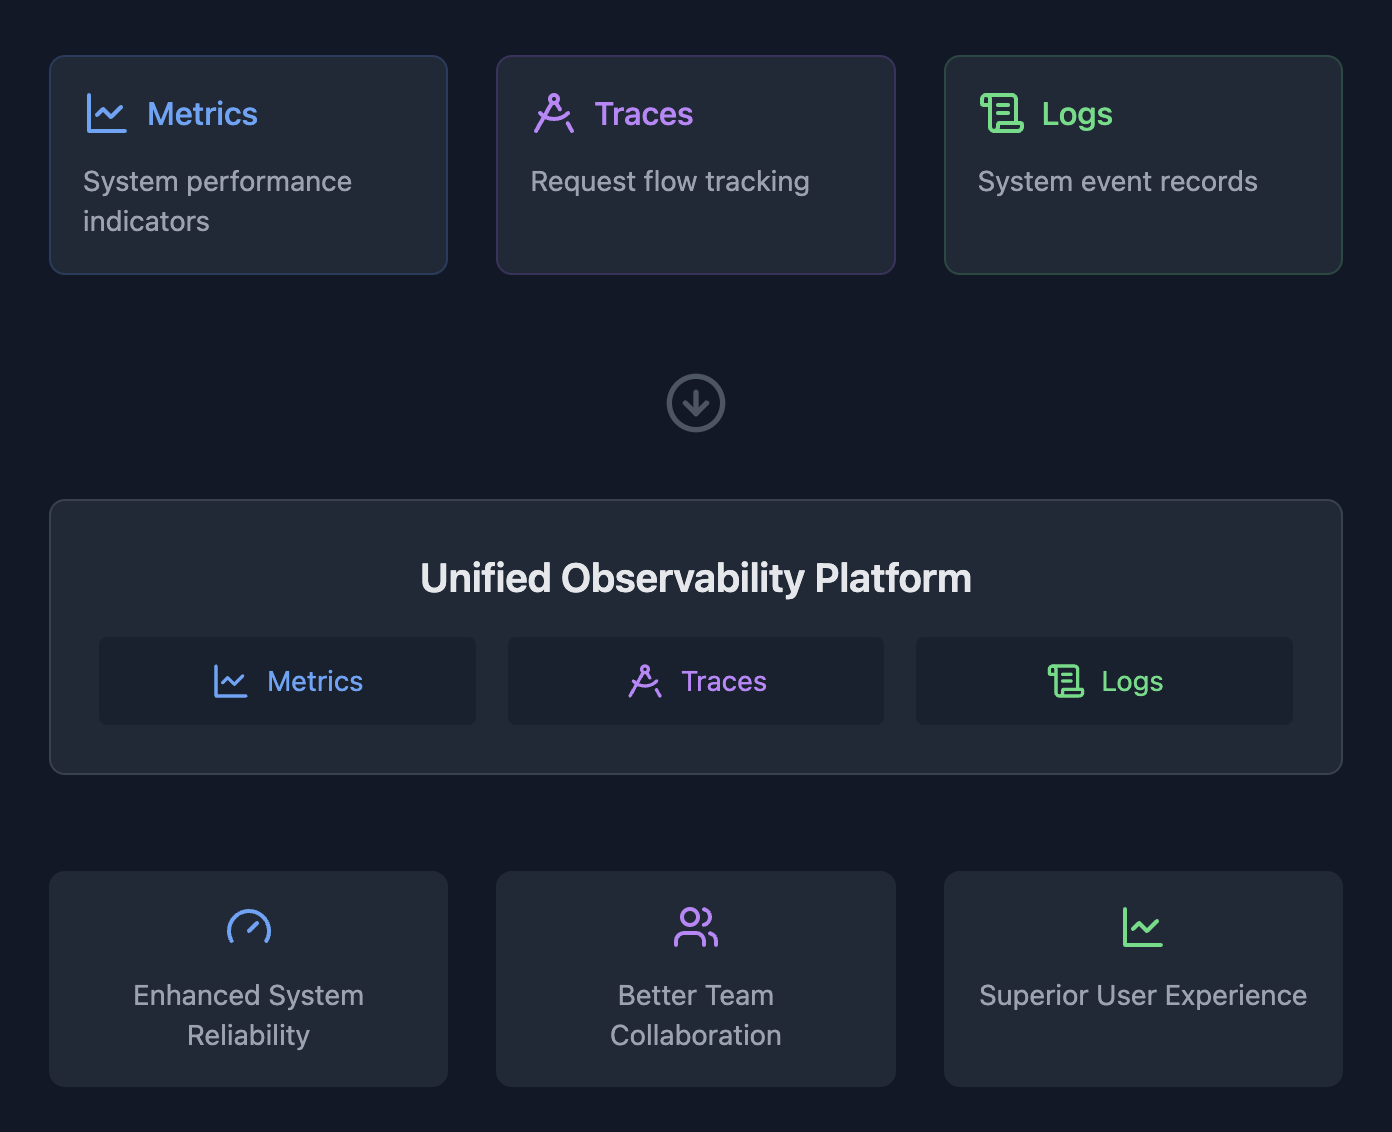 Metrics
System performance
indicators
Traces
Request flow tracking
Logs
System event records
Unified Observability Platform
Metrics
Traces
Logs
Enhanced System
Reliability
Better Team
Collaboration
Superior User Experience